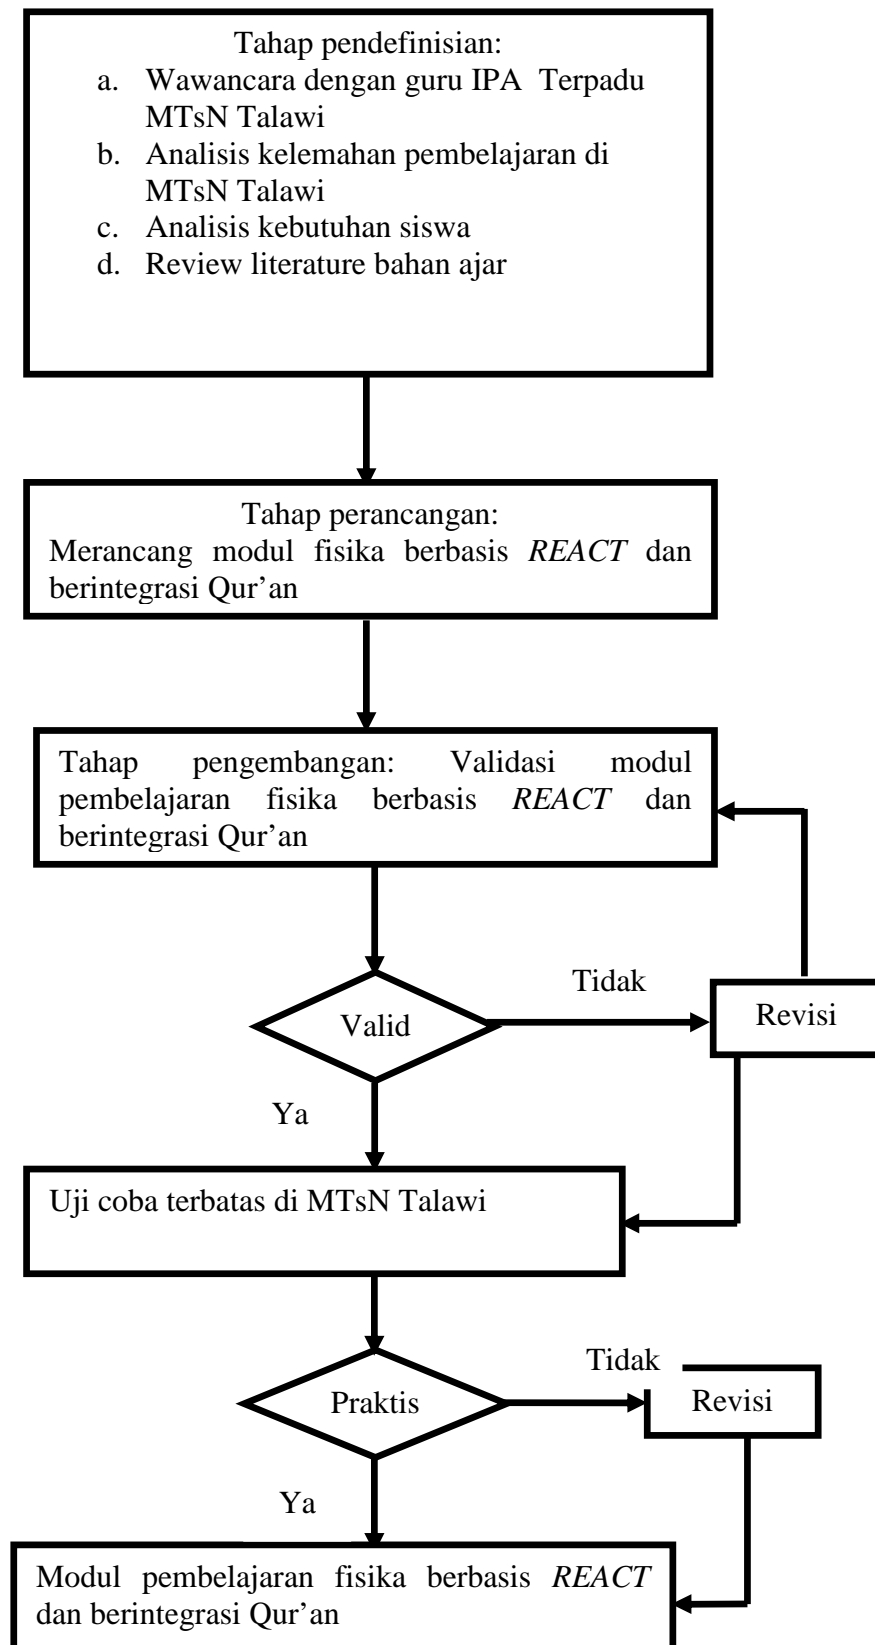 Tahap pendefinisian:
a. Wawancara dengan guru IPA Terpadu
MTsN Talawi
b. Analisis kelemahan pembelajaran di
MTsN Talawi
c. Analisis kebutuhan siswa
d. Review literature bahan ajar
Tahap perancangan:
Merancang modul fisika berbasis REACT dan
berintegrasi Qur’an
Tahap pengembangan: Validasi modul
pembelajaran fisika berbasis REACT dan
berintegrasi Qur’an
Tidak
Valid
Revisi
Ya
Uji coba terbatas di MTsN Talawi
Tidak
Praktis
Revisi
Ya
Modul pembelajaran fisika berbasis REACT
dan berintegrasi Qur’an